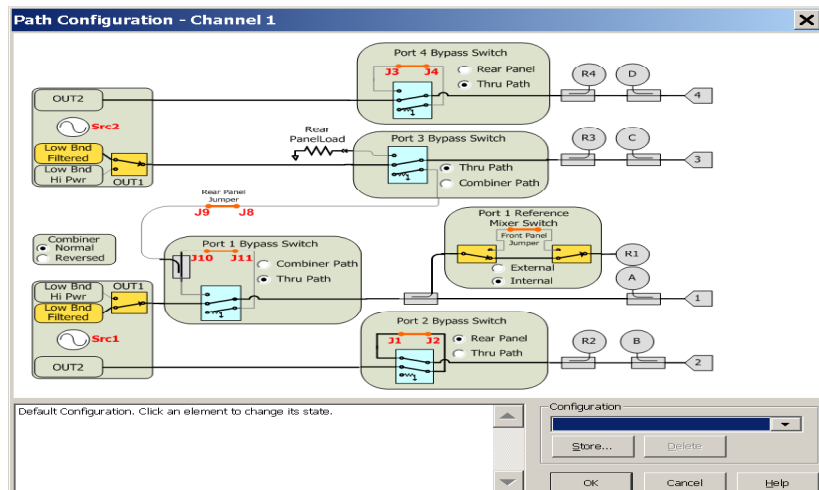 Path Configuration - Channel 1
Port 4 Bypass Switch
J3 J4
Rear Panel
Thru Path
R4
D
4
OUT2
Src2
Low Bnd
Filtered
Low Bnd
Hi Pwr
OUT1
Rear
PanelLoad
Port 3 Bypass Switch
Thru Path
Combiner Path
R3
C
3
Rear Panel
Jumper
J9 J8
Combiner
Normal
Reversed
Port 1 Bypass Switch
J10 J11
Combiner Path
Thru Path
Port 1 Reference
Mixer Switch
Front Panel
Jumper
External
Internal
R1
A
1
Low Bnd
Hi Pwr
OUT1
Low Bnd
Filtered
Src1
OUT2
Port 2 Bypass Switch
J1 J2
Rear Panel
Thru Path
R2
B
2
Default Configuration. Click an element to change its state.
Configuration
Store...
Delete
OK
Cancel
Help